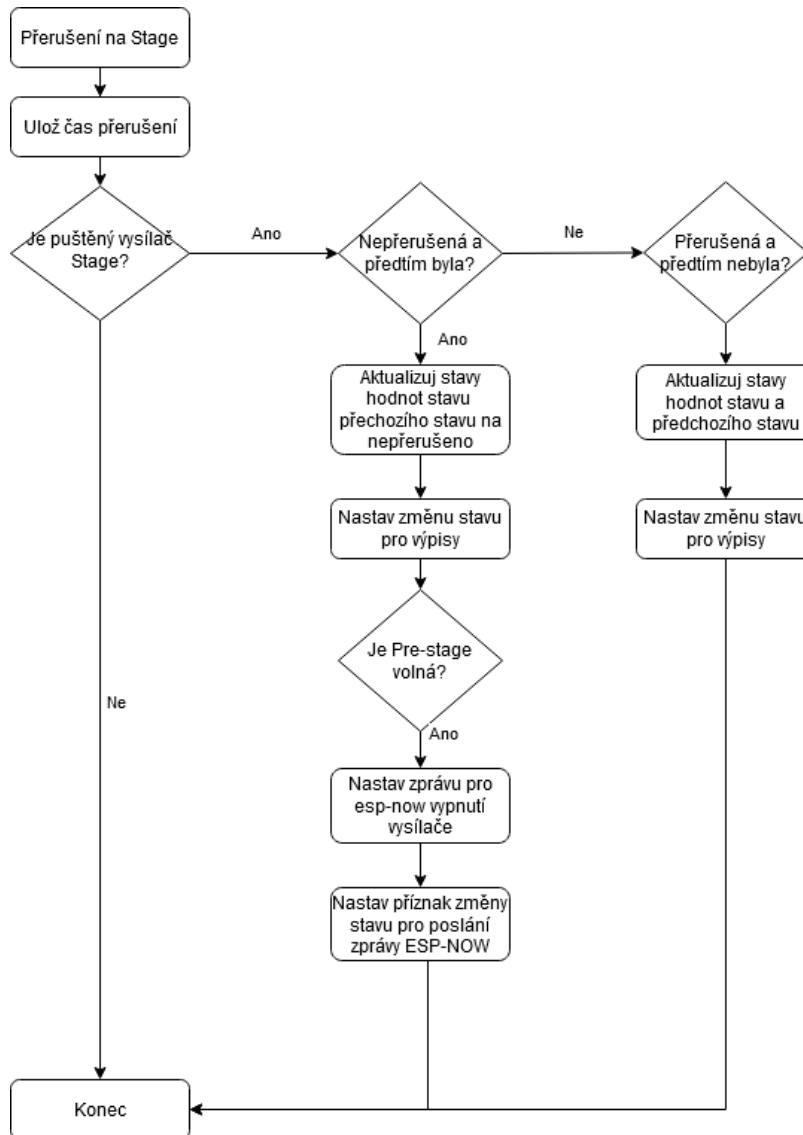 Přerušení na Stage
Ulož čas přerušení
Je puštěný vysílač
Stage?
Ano
Nepřerušená a
předtím byla?
Ne
Přerušená a
předtím nebyla?
Ano
Aktualizuj stavy
hodnot stavu
přechozího stavu na
nepřerušeno
Aktualizuj stavy
hodnot stavu a
předchozího stavu
Nastav změnu stavu
pro výpisy
Nastav změnu stavu
pro výpisy
Je Pre-stage
volná?
Ne
Ano
Nastav zprávu pro
esp-now vypnutí
vysílače
Nastav příznak změny
stavu pro poslání
zprávy ESP-NOW
Konec